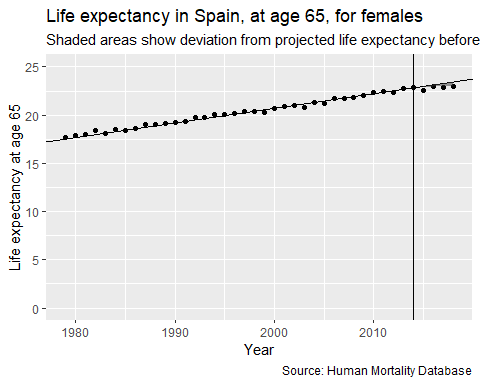 Life expectancy in Spain, at age 65, for females
Shaded areas show deviation from projected life expectancy before
Life expectancy at age 65
25
20
15
10
5
0
1980
1990
2000
2010
Year
Source: Human Mortality Database